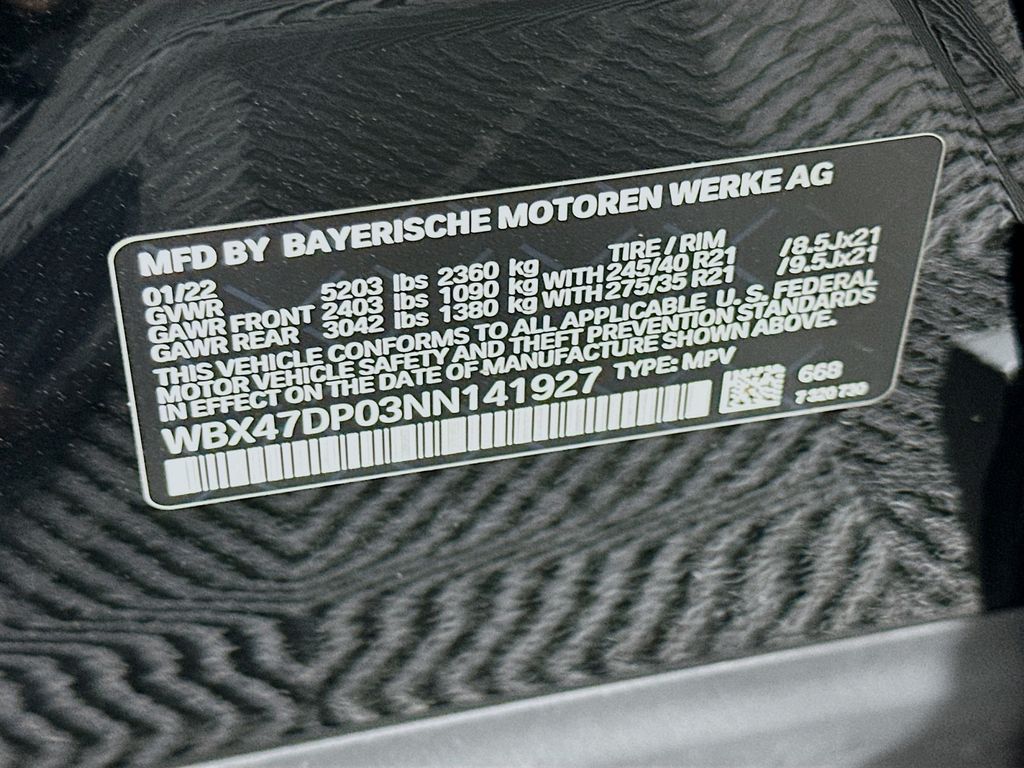 MFD BY BAYERISCHE MOTOREN WERKE AG
01/22 TIRE / RIM
GVWR 5203 lbs 2360 kg
GAWR FRONT 2403 lbs 1090 kg WITH 245/40 R21 /8.5Jx21
GAWR REAR 3042 lbs 1380 kg WITH 275/35 R21 /9.5Jx21
THIS VEHICLE CONFORMS TO ALL APPLICABLE U.S. FEDERAL
MOTOR VEHICLE SAFETY AND THEFT PREVENTION STANDARDS
IN EFFECT ON THE DATE OF MANUFACTURE SHOWN ABOVE.
WBX47DP03NN141927 TYPE: MPV
668